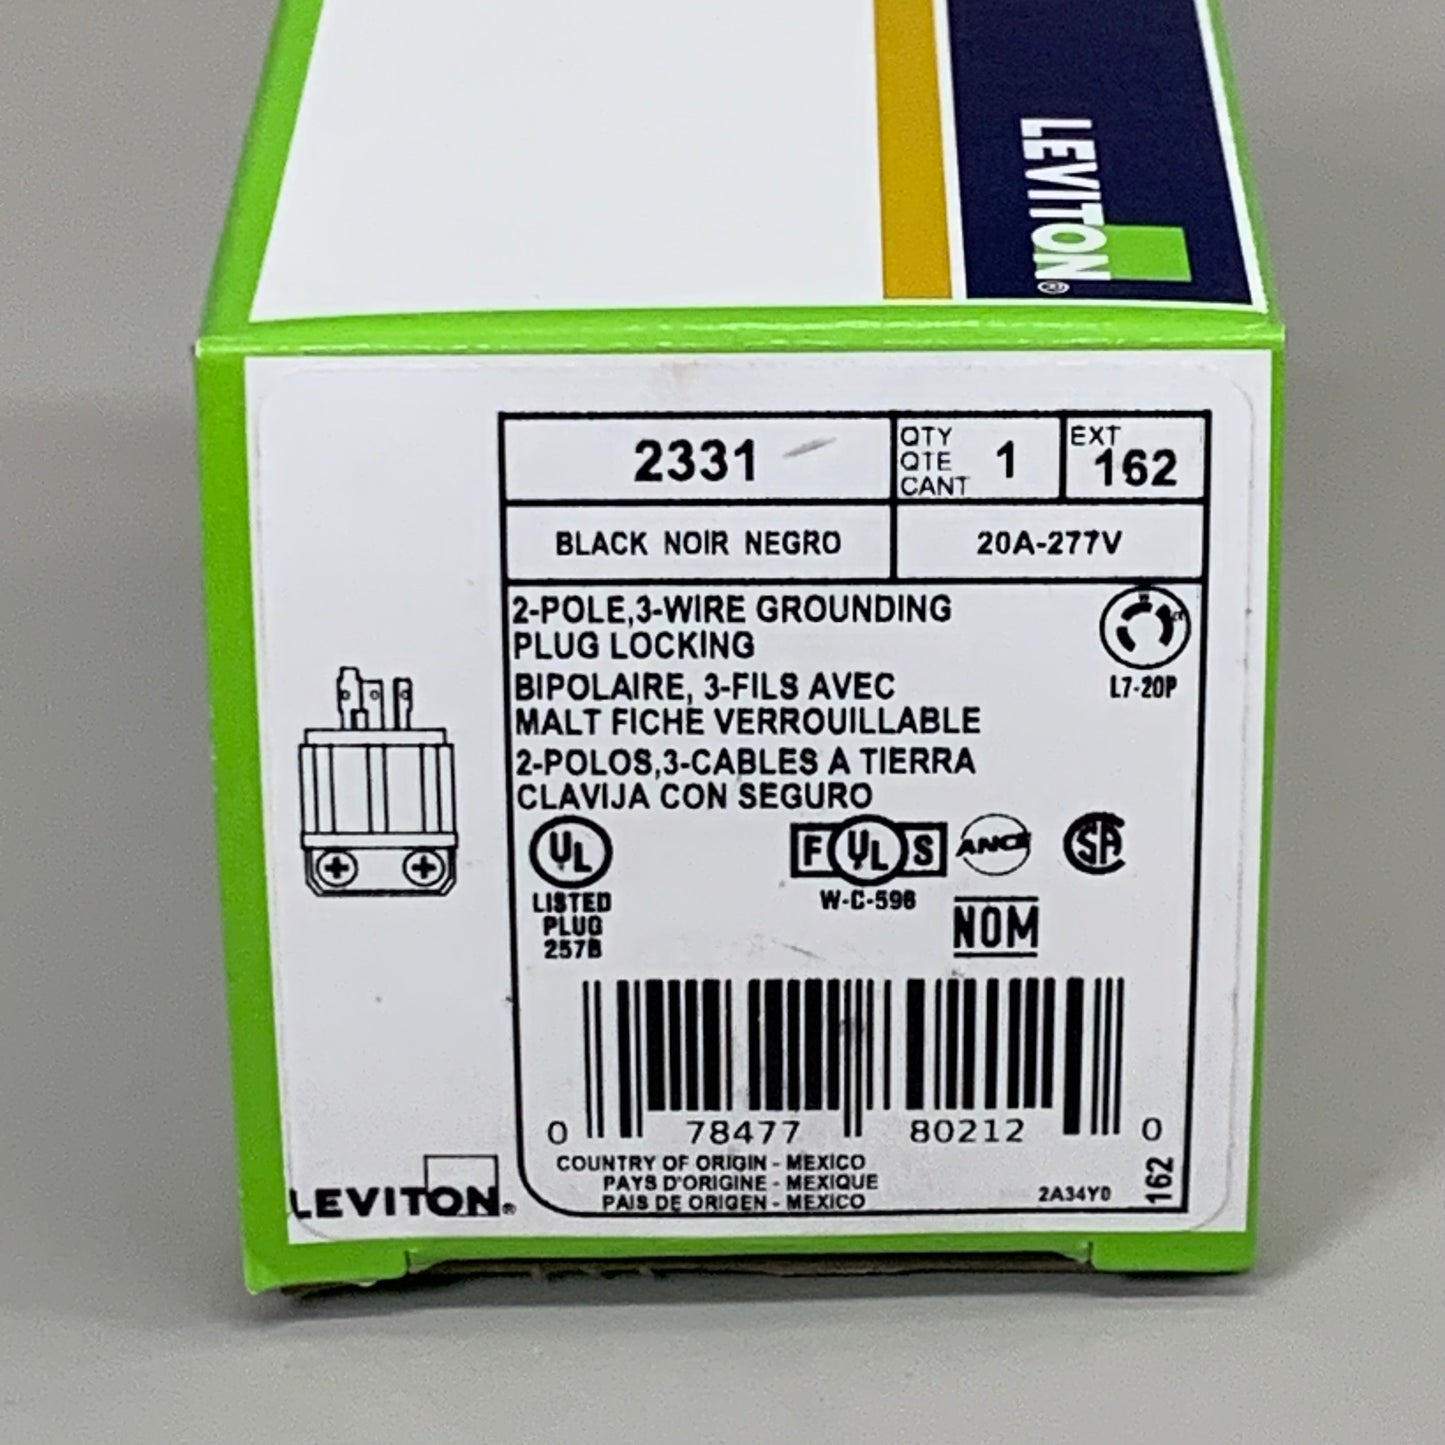 LEVITON®
2331
QTY
QTE
CANT
1
EXT
162
BLACK NOIR NEGRO
20A-277V
2-POLE,3-WIRE GROUNDING
PLUG LOCKING
BIPOLAIRE, 3-FILS AVEC
MALT FICHE VERROUILLABLE
2-POLOS,3-CABLES A TIERRA
CLAVIJA CON SEGURO
W
L7-20P
UL
LISTED
PLUG
257B
F UL S
W-C-596
ANCE
SA
NOM
0 78477 80212 0
COUNTRY OF ORIGIN - MEXICO
PAYS D'ORIGINE - MEXIQUE
PAIS DE ORIGEN - MEXICO
2A34Y0
162
LEVITON®